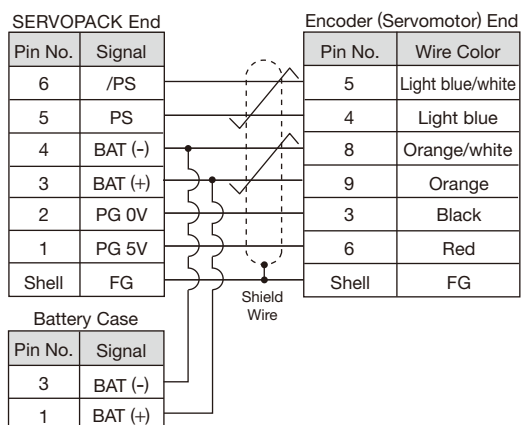 SERVOPACK End
Encoder (Servomotor) End
Pin No. Signal
Pin No. Wire Color
6 /PS
5 Light blue/white
5 PS
4 Light blue
4 BAT (-)
8 Orange/white
3 BAT (+)
9 Orange
2 PG 0V
3 Black
1 PG 5V
6 Red
Shell FG
Shell FG
Shield
Wire
Battery Case
Pin No. Signal
3 BAT (-)
1 BAT (+)